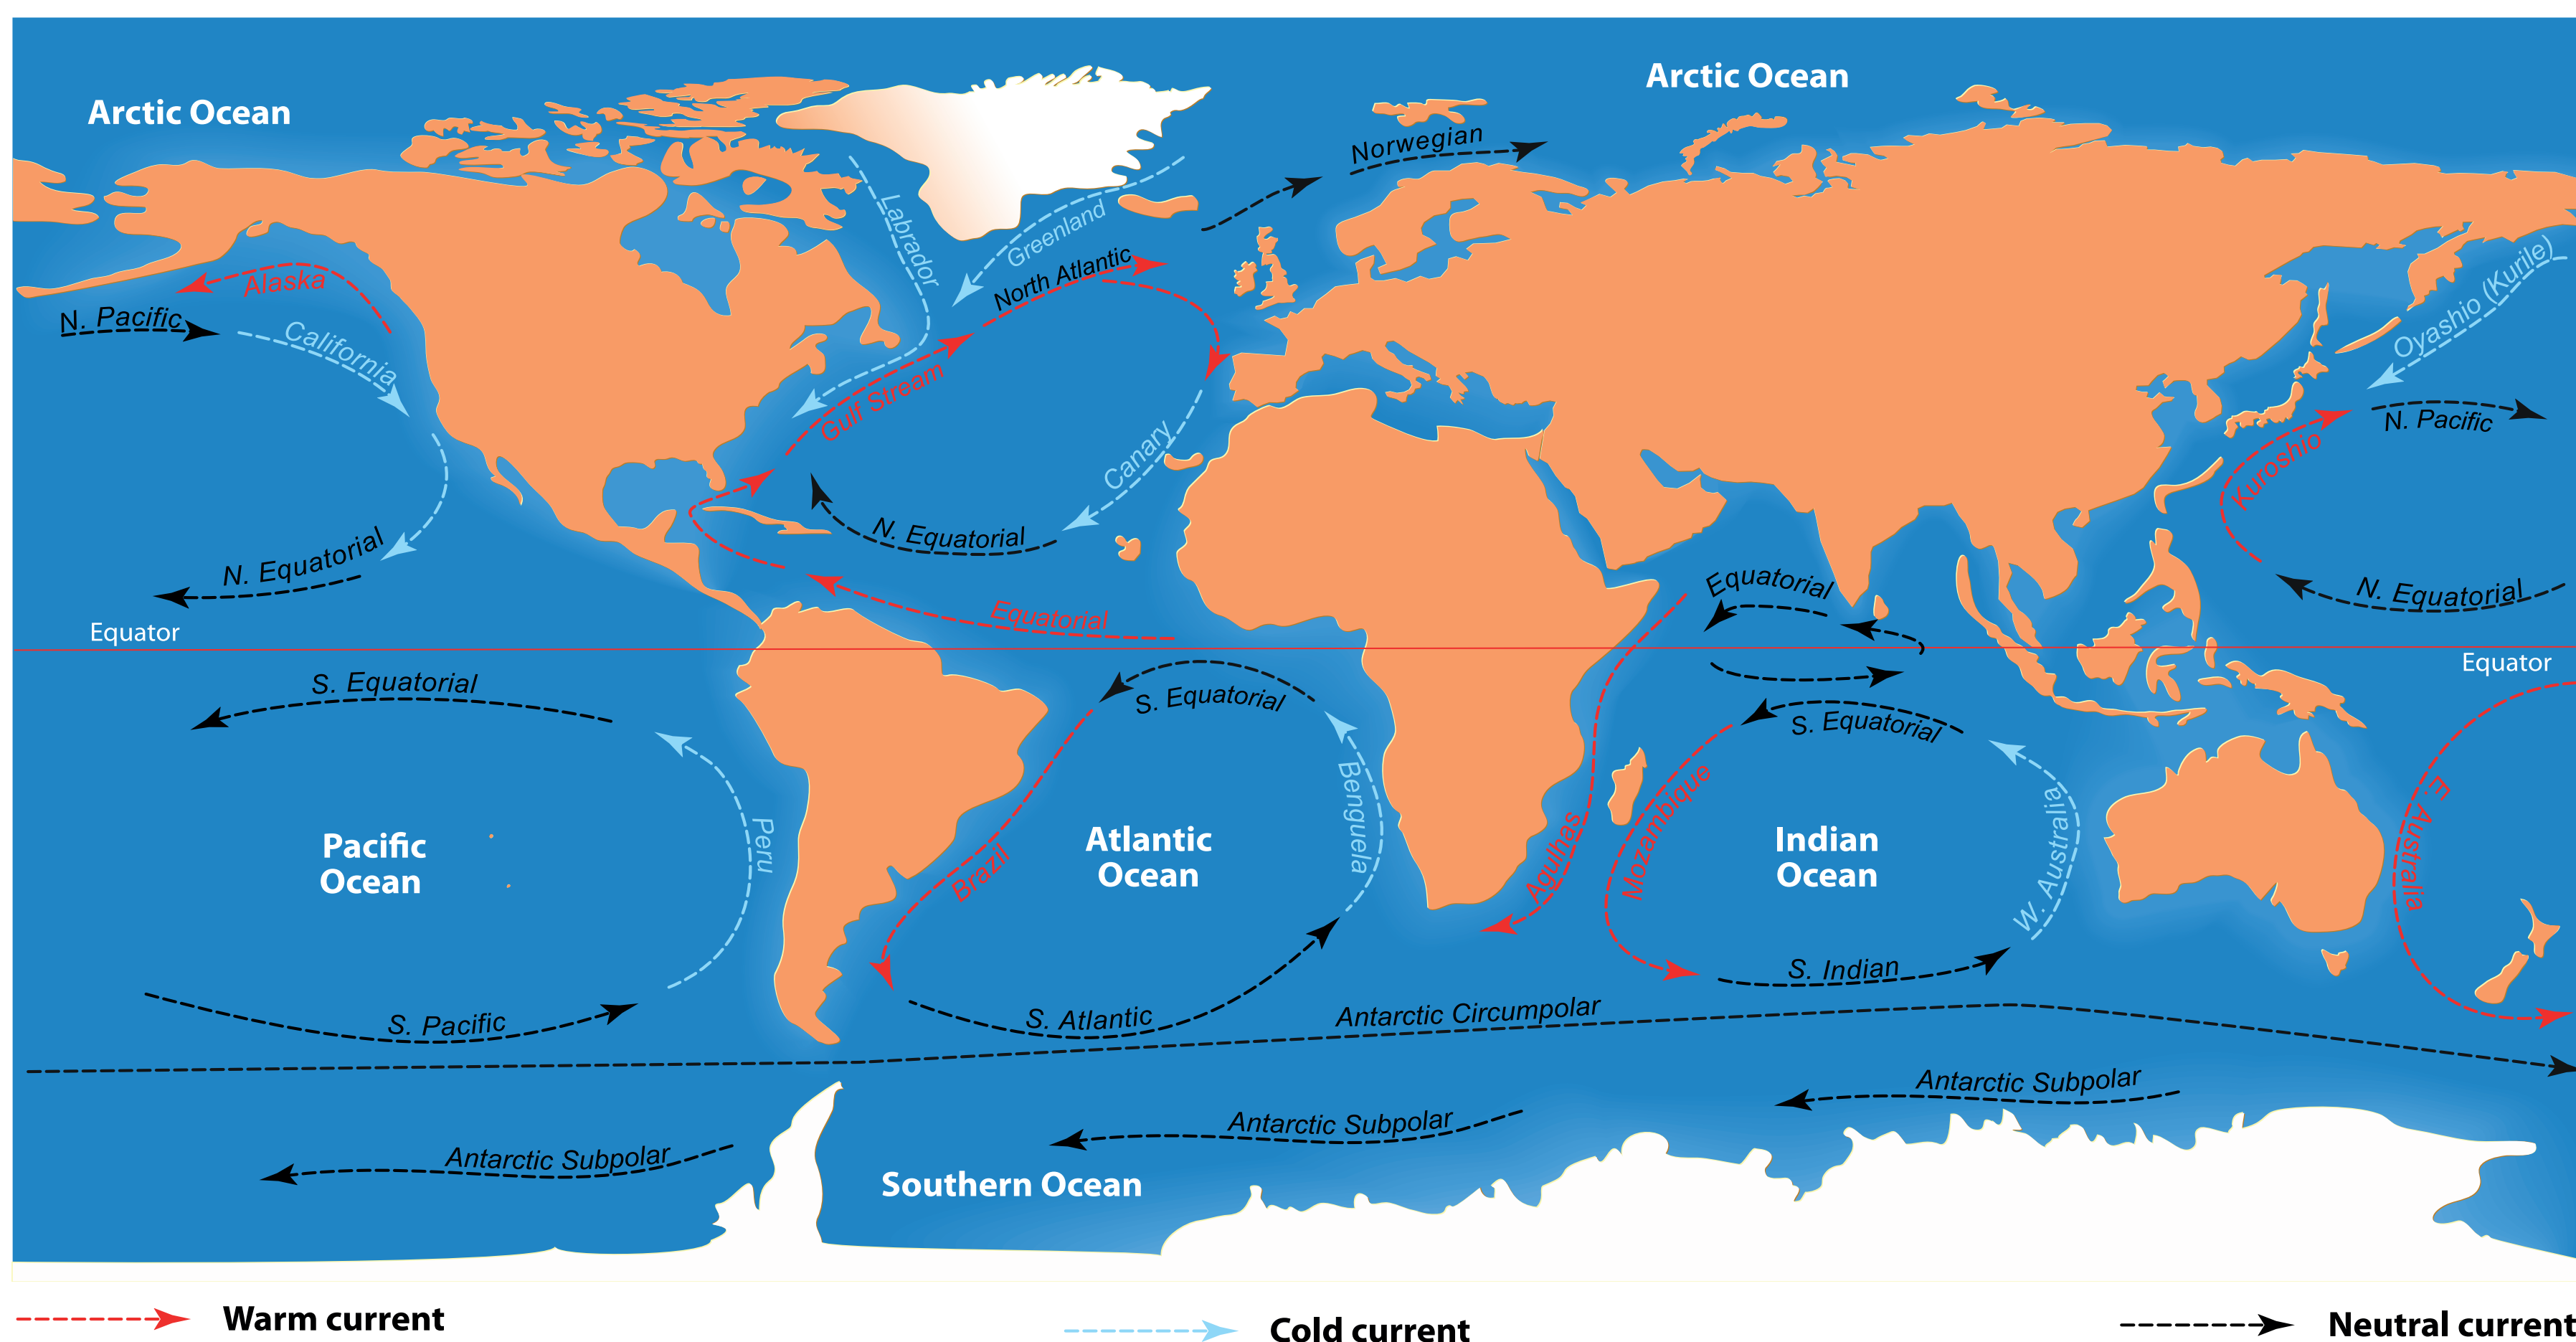 Arctic Ocean
Arctic Ocean
Norwegian
Labrador
Greenland
North Atlantic
Alaska
N. Pacific
California
Gulf Stream
Canary
Oyashio (Kurile)
N. Pacific
Kuroshio
N. Equatorial
N. Equatorial
Equatorial
Equatorial
N. Equatorial
Equator
Equator
S. Equatorial
S. Equatorial
S. Equatorial
Pacific
Ocean
Peru
Brazil
Atlantic
Ocean
Benguela
Agulhas
Mozambique
Indian
Ocean
W. Australia
E. Australia
S. Pacific
S. Atlantic
S. Indian
Antarctic Circumpolar
Antarctic Subpolar
Antarctic Subpolar
Antarctic Subpolar
Southern Ocean
Warm current
Cold current
Neutral current